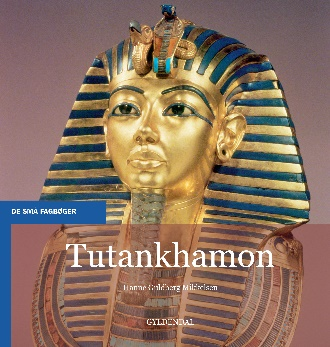 DE SMÅ FAGBØGER
Tutankhamon
Hanne Guldberg Mikkelsen
GYLDENDAL